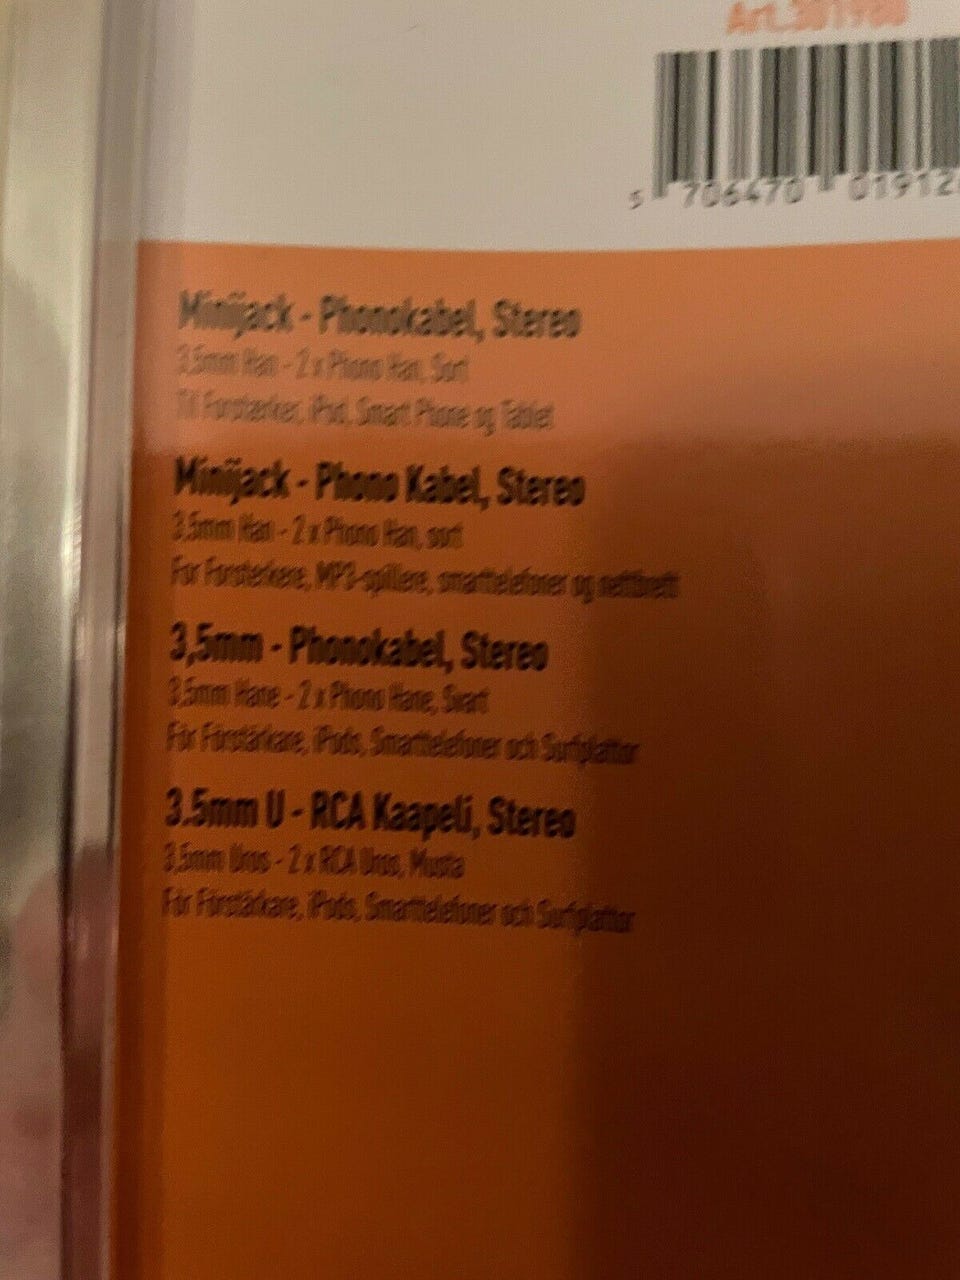 5 706470 01912
Minijack - Phonokabel, Stereo
3,5mm Han - 2 x Phono Han, Sort
Til Forstærker, iPod, Smart Phone og Tablet
Minijack - Phono Kabel, Stereo
3,5mm Han - 2 x Phono Han, sort
For Forsterkere, MP3-spillere, smarttelefoner og nettbrett
3,5mm - Phonokabel, Stereo
3,5mm Hane - 2 x Phono Hane, Svart
För Förstärkare, iPods, Smarttelefoner och Surfplattor
3.5mm U - RCA Kaapeli, Stereo
3,5mm Uros - 2 x RCA Uros, Musta
För Förstärkare, iPods, Smarttelefoner och Surfplattor